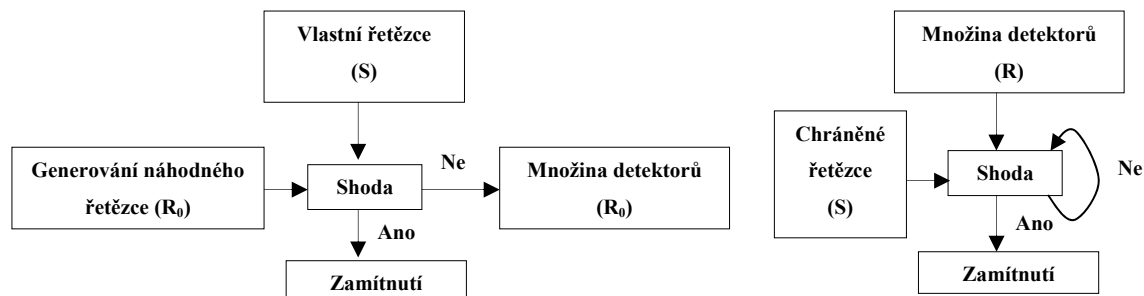 Vlastní řetězce
(S)
Generování náhodného
řetězce (R₀)
Shoda
Ne
Množina detektorů
(R₀)
Ano
Zamítnutí
Množina detektorů
(R)
Chráněné
řetězce
(S)
Shoda
Ne
Ano
Zamítnutí